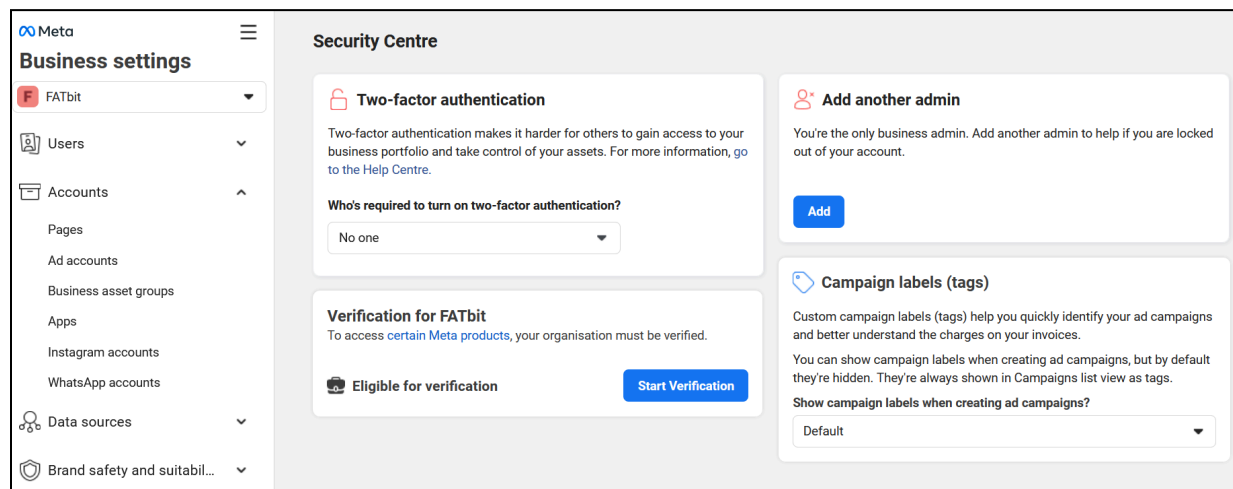 Meta
Business settings
F FATbit
Users
Accounts
Pages
Ad accounts
Business asset groups
Apps
Instagram accounts
WhatsApp accounts
Data sources
Brand safety and suitabil...
Security Centre
Two-factor authentication
Two-factor authentication makes it harder for others to gain access to your
business portfolio and take control of your assets. For more information, go
to the Help Centre.
Who's required to turn on two-factor authentication?
No one
Verification for FATbit
To access certain Meta products, your organisation must be verified.
Eligible for verification
Start Verification
Add another admin
You're the only business admin. Add another admin to help if you are locked
out of your account.
Add
Campaign labels (tags)
Custom campaign labels (tags) help you quickly identify your ad campaigns
and better understand the charges on your invoices.
You can show campaign labels when creating ad campaigns, but by default
they're hidden. They're always shown in Campaigns list view as tags.
Show campaign labels when creating ad campaigns?
Default